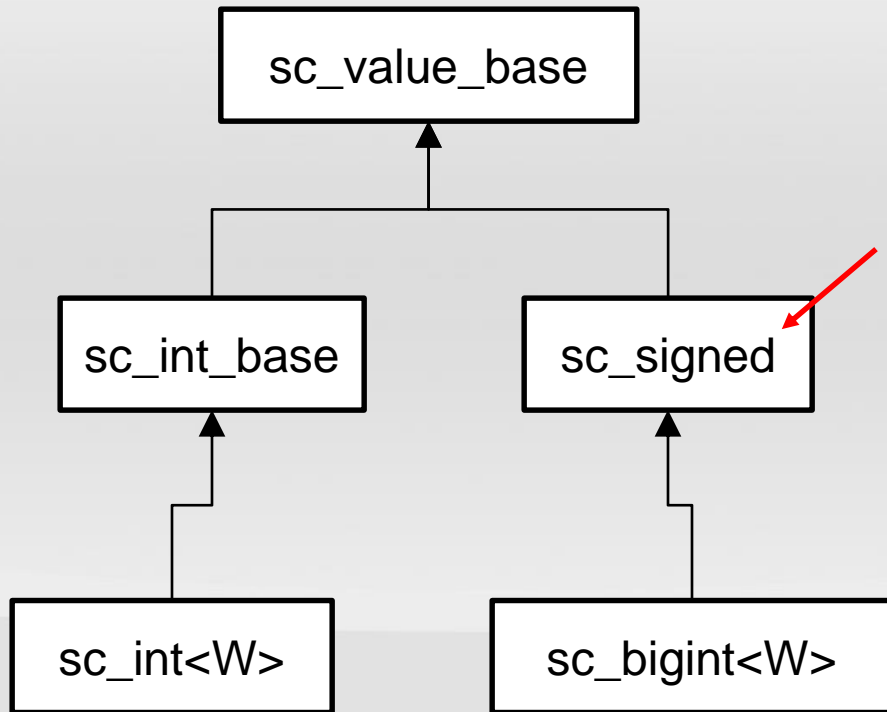 sc_value_base
sc_int_base
sc_signed
sc_int<W>
sc_bigint<W>